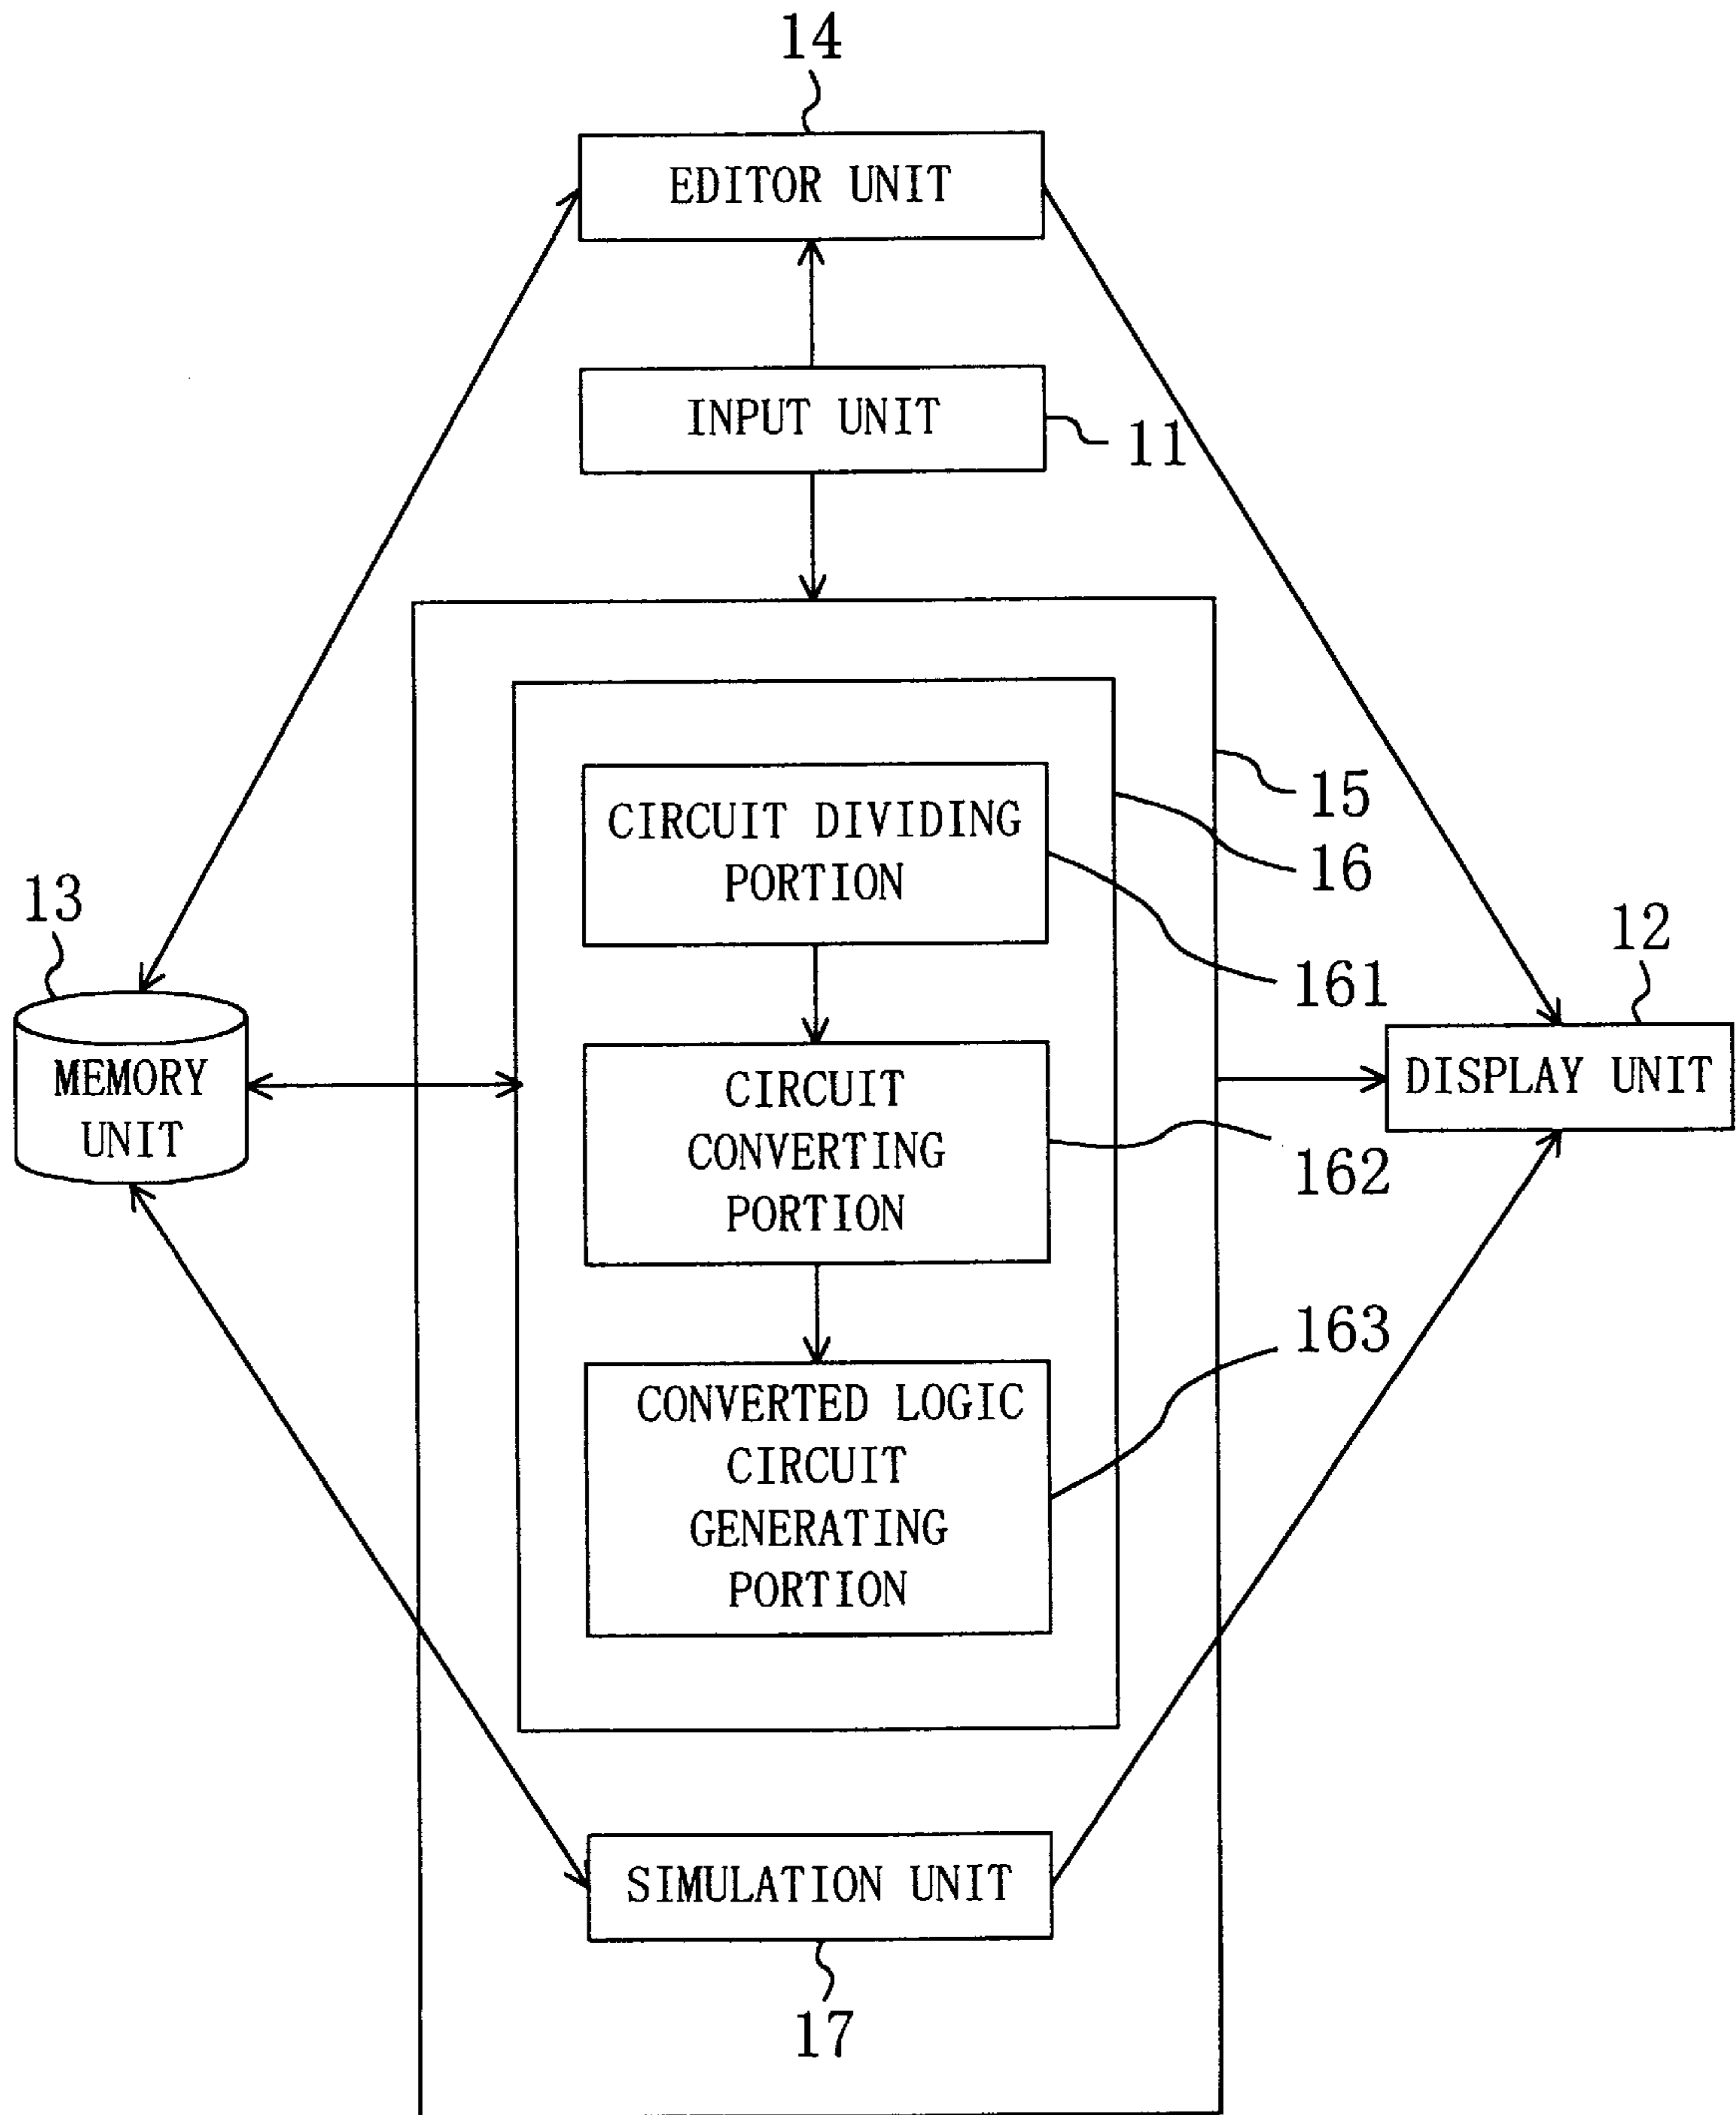 14
EDITOR UNIT
INPUT UNIT
11
15
CIRCUIT DIVIDING
PORTION
16
13
161
12
MEMORY
UNIT
CIRCUIT
CONVERTING
PORTION
162
DISPLAY UNIT
163
CONVERTED LOGIC
CIRCUIT
GENERATING
PORTION
SIMULATION UNIT
17